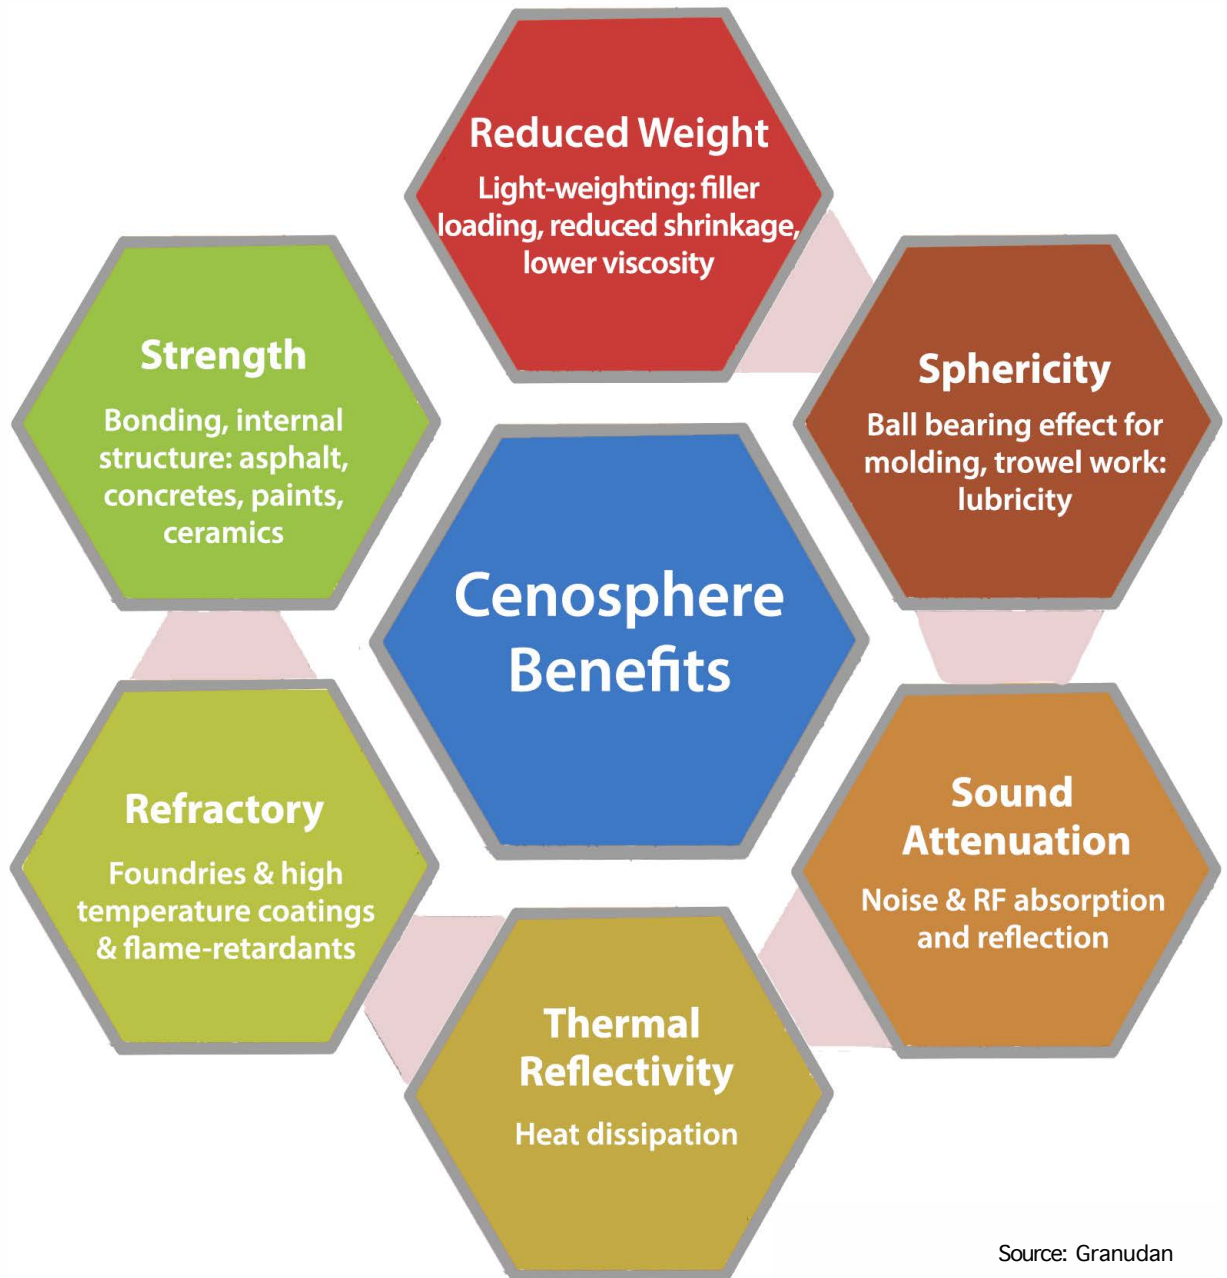 Reduced Weight
Light-weighting: filler
loading, reduced shrinkage,
lower viscosity
Strength
Bonding, internal
structure: asphalt,
concretes, paints,
ceramics
Sphericity
Ball bearing effect for
molding, trowel work:
lubricity
Cenosphere
Benefits
Refractory
Foundries & high
temperature coatings
& flame-retardants
Sound
Attenuation
Noise & RF absorption
and reflection
Thermal
Reflectivity
Heat dissipation
Source: Granudan